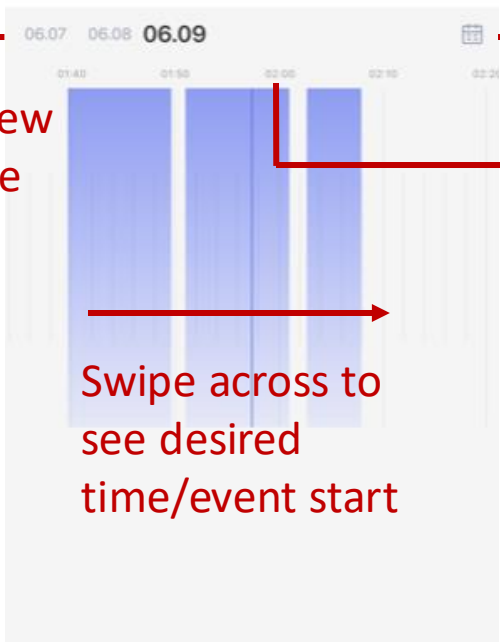 06.07 06.08 06.09
01:40 01:50 02:00 02:10 02:20
ew
e
Swipe across to
see desired
time/event start